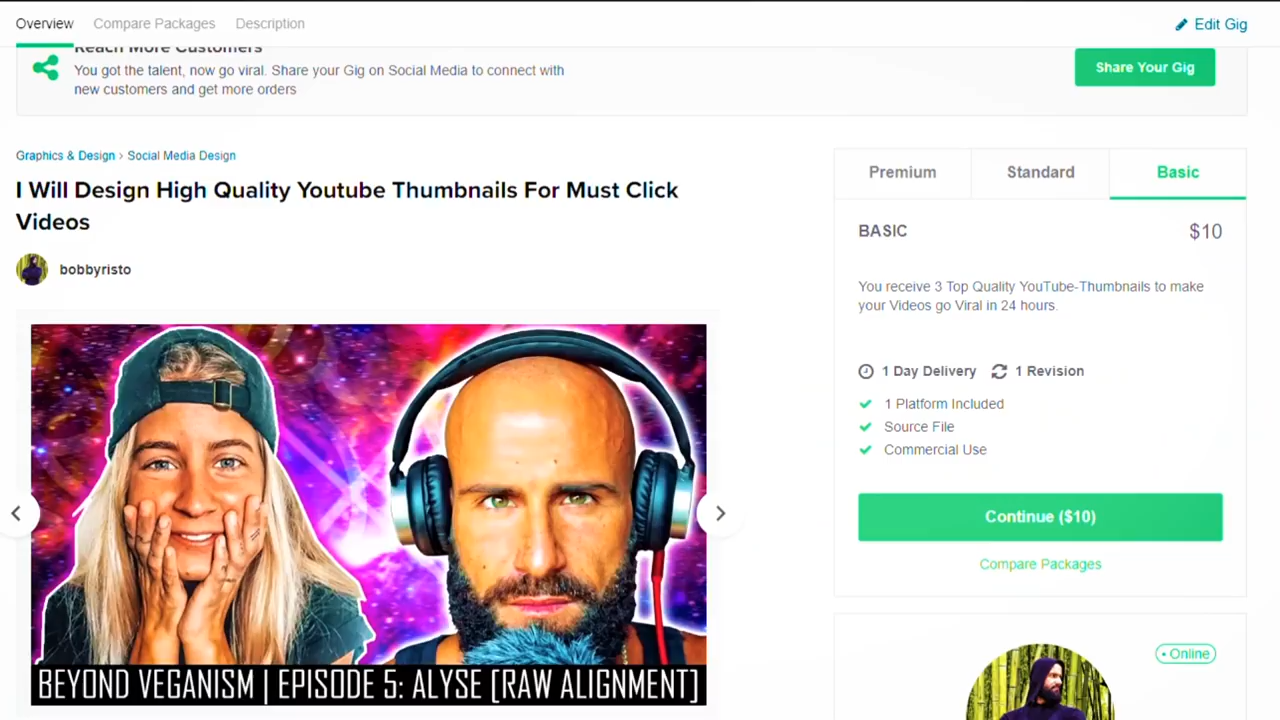 Overview Compare Packages Description
Edit Gig
Reach More Customers
You got the talent, now go viral. Share your Gig on Social Media to connect with
new customers and get more orders
Share Your Gig
Graphics & Design › Social Media Design
I Will Design High Quality Youtube Thumbnails For Must Click
Videos
bobbyristo
BEYOND VEGANISM | EPISODE 5: ALYSE [RAW ALIGNMENT]
Premium Standard Basic
BASIC $10
You receive 3 Top Quality YouTube-Thumbnails to make
your Videos go Viral in 24 hours.
1 Day Delivery 1 Revision
1 Platform Included
Source File
Commercial Use
Continue ($10)
Compare Packages
• Online